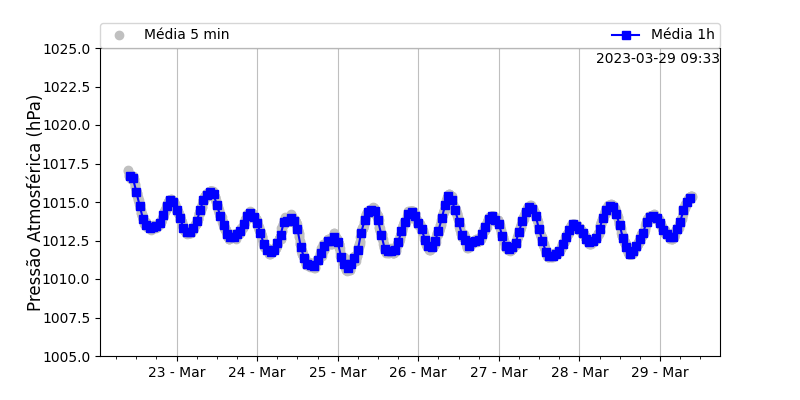 Média 5 min
Média 1h
2023-03-29 09:33
Pressão Atmosférica (hPa)
1025.0
1022.5
1020.0
1017.5
1015.0
1012.5
1010.0
1007.5
1005.0
23 - Mar
24 - Mar
25 - Mar
26 - Mar
27 - Mar
28 - Mar
29 - Mar